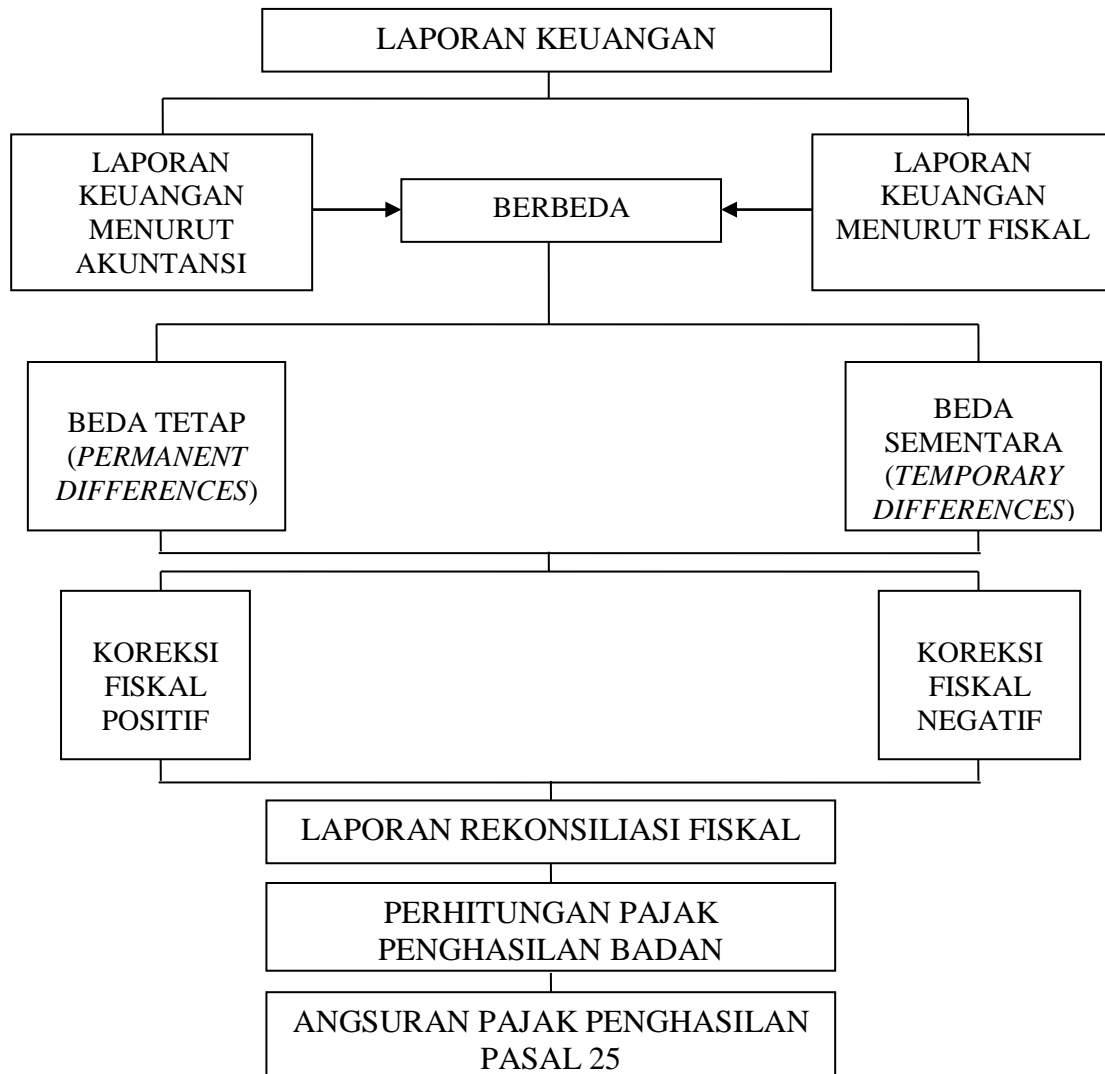 LAPORAN KEUANGAN
LAPORAN
KEUANGAN
MENURUT
AKUNTANSI
BERBEDA
LAPORAN
KEUANGAN
MENURUT FISKAL
BEDA TETAP
(PERMANENT
DIFFERENCES)
BEDA
SEMENTARA
(TEMPORARY
DIFFERENCES)
KOREKSI
FISKAL
POSITIF
KOREKSI
FISKAL
NEGATIF
LAPORAN REKONSILIASI FISKAL
PERHITUNGAN PAJAK
PENGHASILAN BADAN
ANGSURAN PAJAK PENGHASILAN
PASAL 25